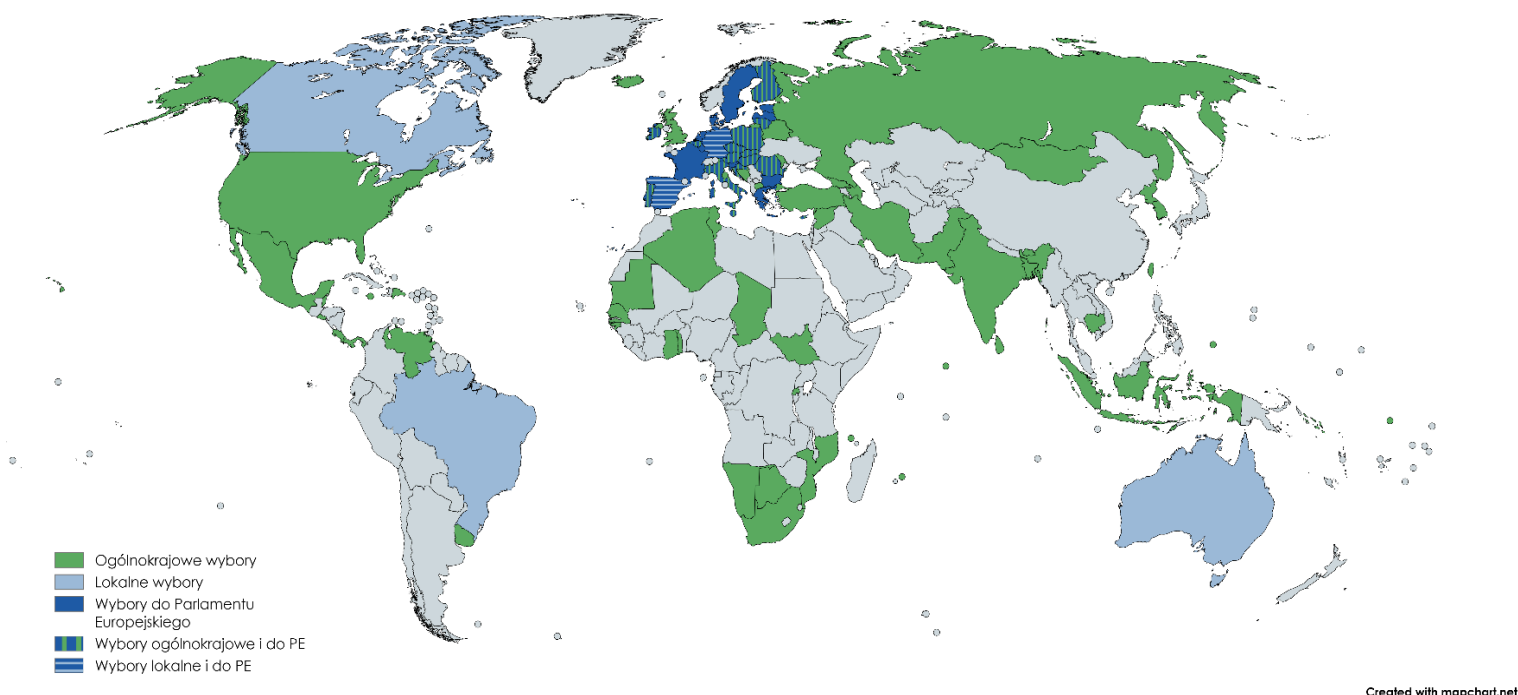 Ogólnokrajowe wybory
Lokalne wybory
Wybory do Parlamentu
Europejskiego
Wybory ogólnokrajowe i do PE
Wybory lokalne i do PE
Created with mapchart.net